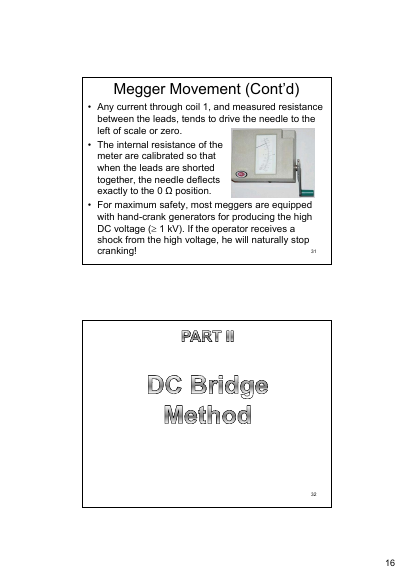 Megger Movement (Cont'd)
• Any current through coil 1, and measured resistance
between the leads, tends to drive the needle to the
left of scale or zero.
• The internal resistance of the
meter are calibrated so that
when the leads are shorted
together, the needle deflects
exactly to the 0 Ω position.
• For maximum safety, most meggers are equipped
with hand-crank generators for producing the high
DC voltage (≥ 1 kV). If the operator receives a
shock from the high voltage, he will naturally stop
cranking!
31
PART II
DC Bridge
Method
32
16